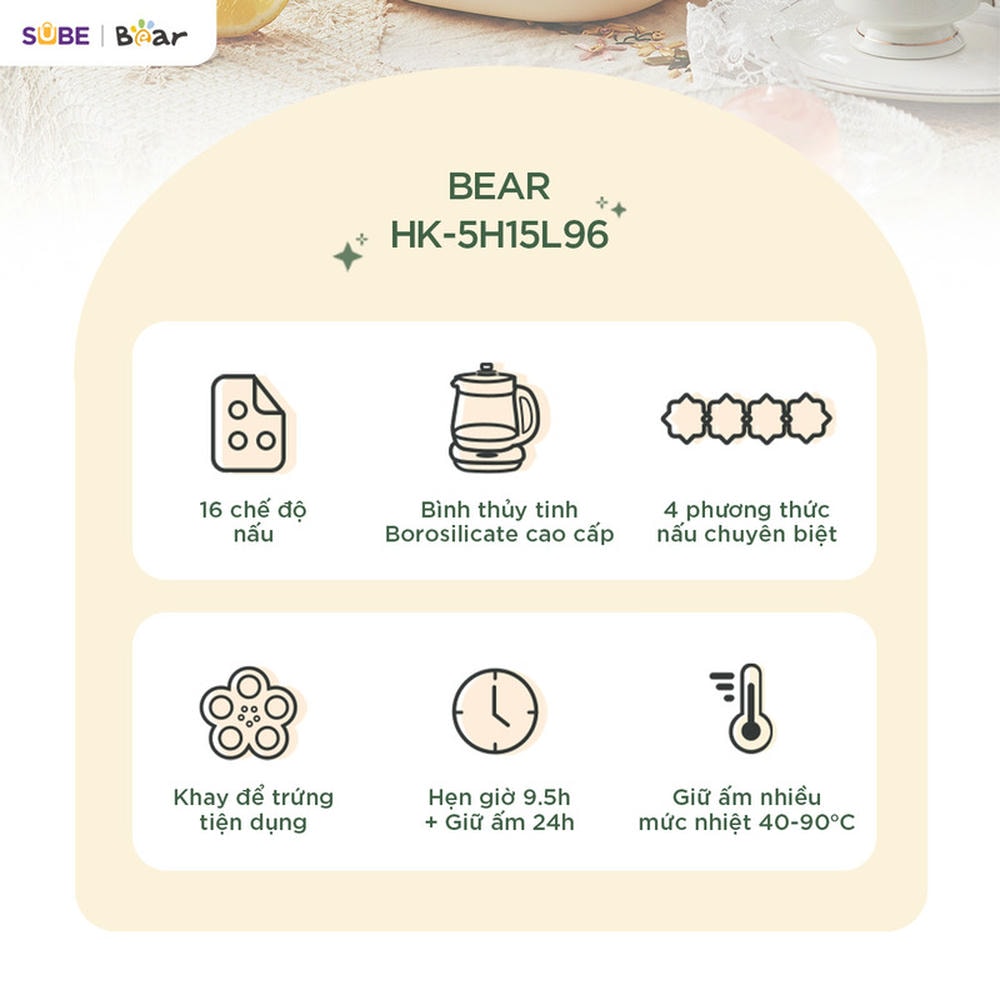 SUBE | Bear
BEAR
HK-5H15L96
16 chế độ
nấu
Bình thủy tinh
Borosilicate cao cấp
4 phương thức
nấu chuyên biệt
Khay để trứng
tiện dụng
Hẹn giờ 9.5h
+ Giữ ấm 24h
Giữ ấm nhiều
mức nhiệt 40-90°C